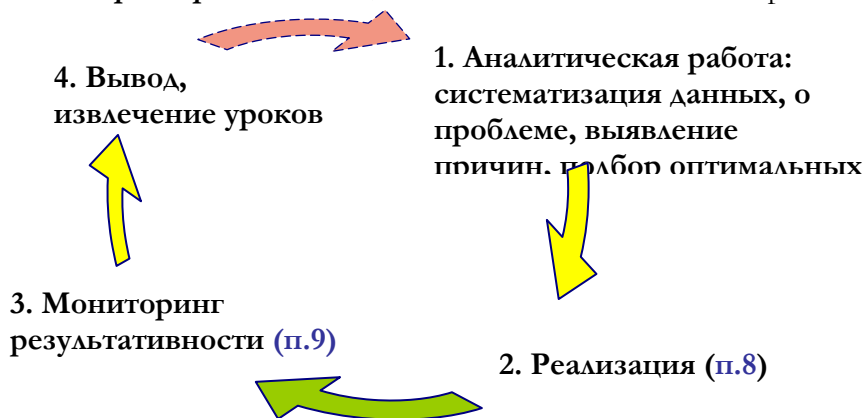 1. Аналитическая работа:
систематизация данных, о
проблеме, выявление
причин, подбор оптимальных
2. Реализация (п.8)
3. Мониторинг
результативности (п.9)
4. Вывод,
извлечение уроков